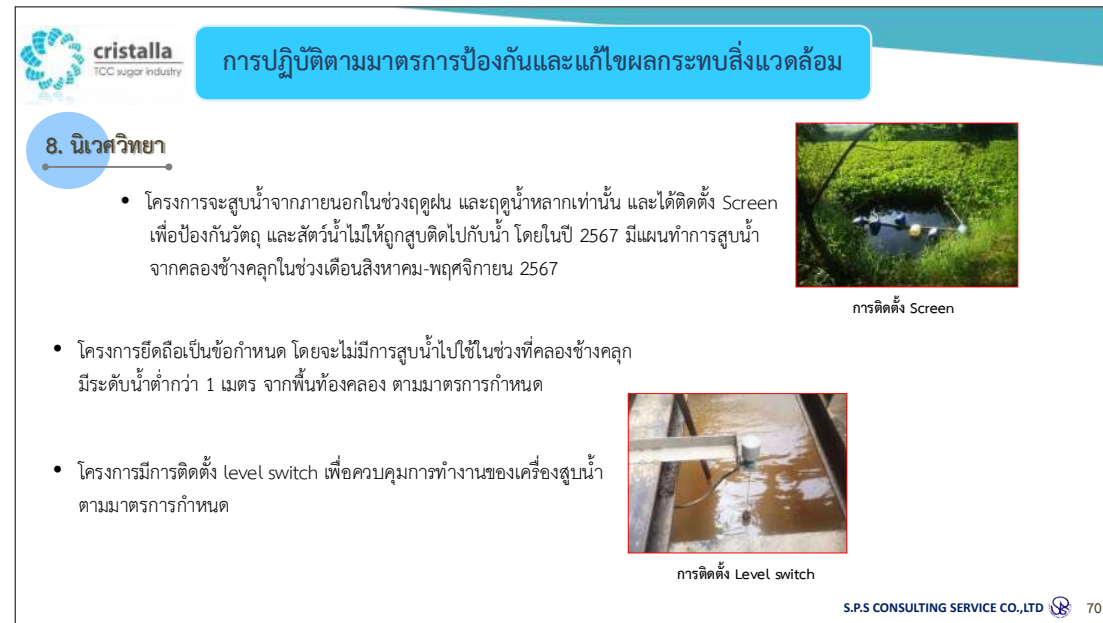 cristalla
TCC sugar industry
การปฏิบัติตามมาตรการป้องกันและแก้ไขผลกระทบสิ่งแวดล้อม
8. นิเวศวิทยา
• โครงการจะสูบน้ำจากภายนอกในช่วงฤดูฝน และฤดูน้ำหลากเท่านั้น และได้ติดตั้ง Screen
เพื่อป้องกันวัตถุ และสัตว์น้ำไม่ให้ถูกสูบติดไปกับน้ำ โดยในปี 2567 มีแผนทำการสูบน้ำ
จากคลองช้างคลุกในช่วงเดือนสิงหาคม-พฤศจิกายน 2567
การติดตั้ง Screen
• โครงการยึดถือเป็นข้อกำหนด โดยจะไม่มีการสูบน้ำไปใช้ในช่วงที่คลองช้างคลุก
มีระดับน้ำต่ำกว่า 1 เมตร จากพื้นท้องคลอง ตามมาตรการกำหนด
• โครงการมีการติดตั้ง level switch เพื่อควบคุมการทำงานของเครื่องสูบน้ำ
ตามมาตรการกำหนด
การติดตั้ง Level switch
S.P.S CONSULTING SERVICE CO.,LTD 70